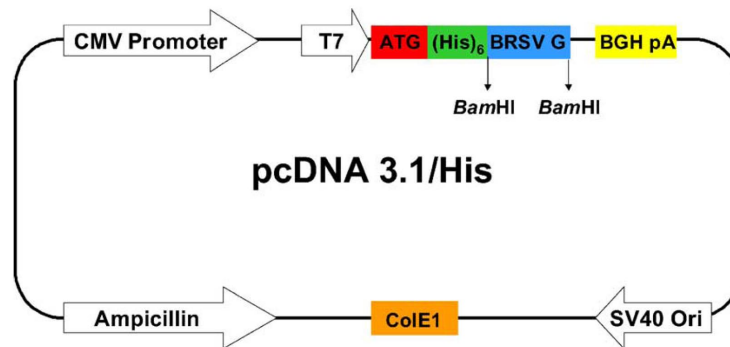 CMV Promoter T7 ATG (His)6 BRSV G BGH pA
BamHI BamHI
pcDNA 3.1/His
Ampicillin ColE1 SV40 Ori